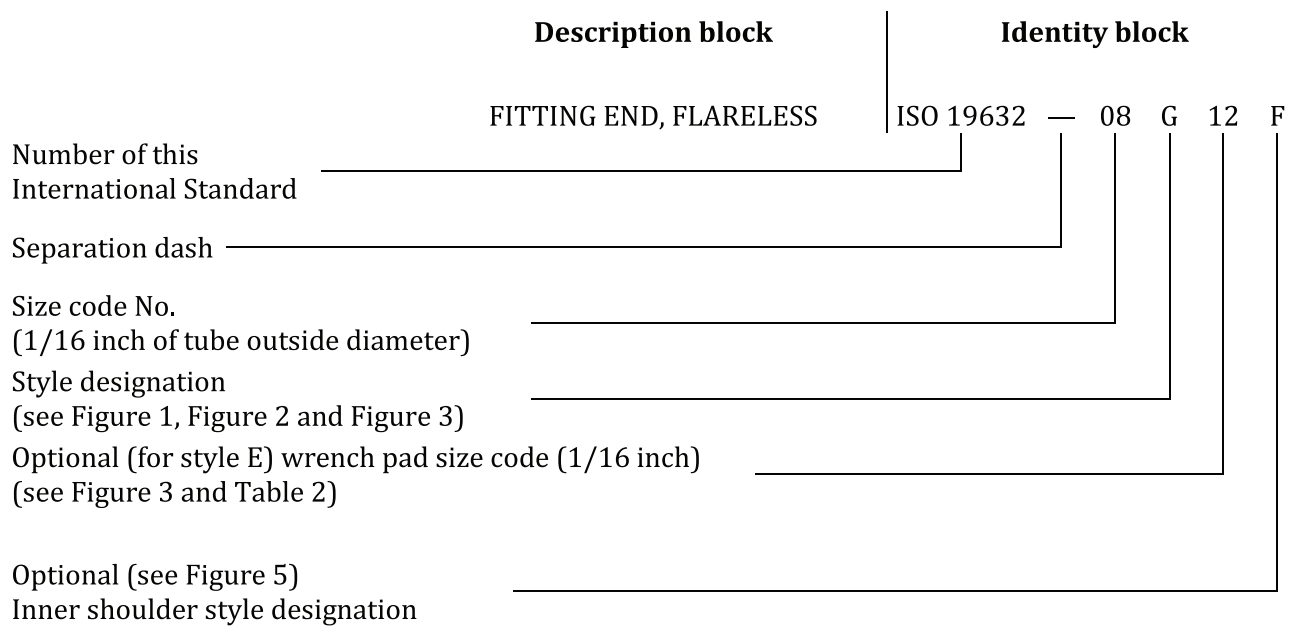 Description block Identity block
FITTING END, FLARELESS ISO 19632 — 08 G 12 F
Number of this
International Standard
Separation dash
Size code No.
(1/16 inch of tube outside diameter)
Style designation
(see Figure 1, Figure 2 and Figure 3)
Optional (for style E) wrench pad size code (1/16 inch)
(see Figure 3 and Table 2)
Optional (see Figure 5)
Inner shoulder style designation